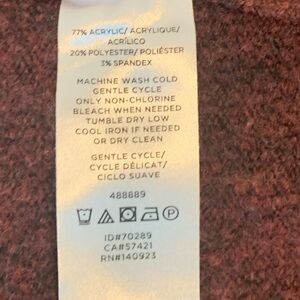 77% ACRYLIC/ ACRYLIQUE/
ACRÍLICO
20% POLYESTER/ POLIÉSTER
3% SPANDEX
MACHINE WASH COLD
GENTLE CYCLE
ONLY NON-CHLORINE
BLEACH WHEN NEEDED
TUMBLE DRY LOW
COOL IRON IF NEEDED
OR DRY CLEAN
GENTLE CYCLE/
CYCLE DÉLICAT/
CICLO SUAVE
488889
P
ID#70289
CA#57421
RN#140923